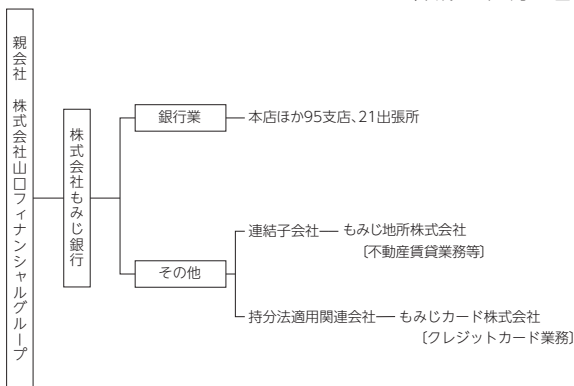 親会社 株式会社山口フィナンシャルグループ
株式会社もみじ銀行
銀行業
本店ほか95支店、21出張所
その他
連結子会社
もみじ地所株式会社
〔不動産賃貸業務等〕
持分法適用関連会社
もみじカード株式会社
〔クレジットカード業務〕